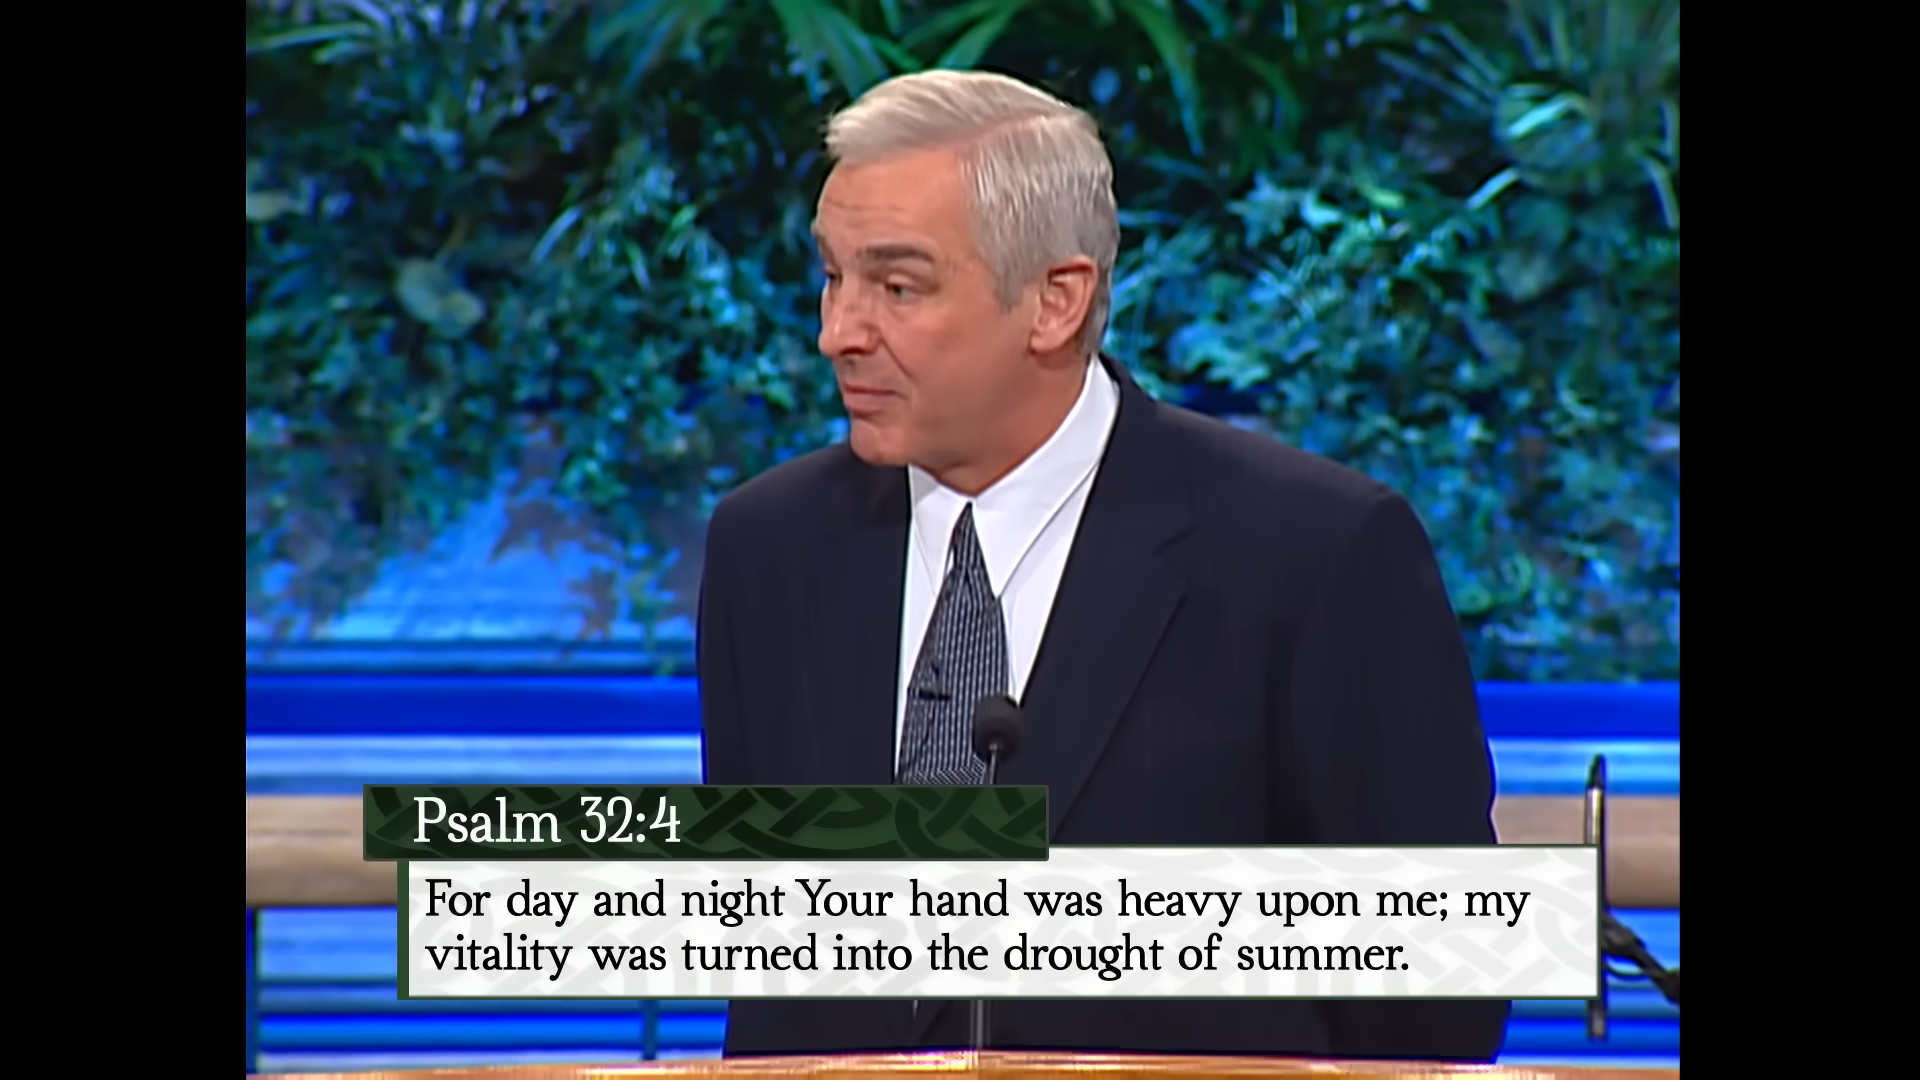 Psalm 32:4
For day and night Your hand was heavy upon me; my
vitality was turned into the drought of summer.